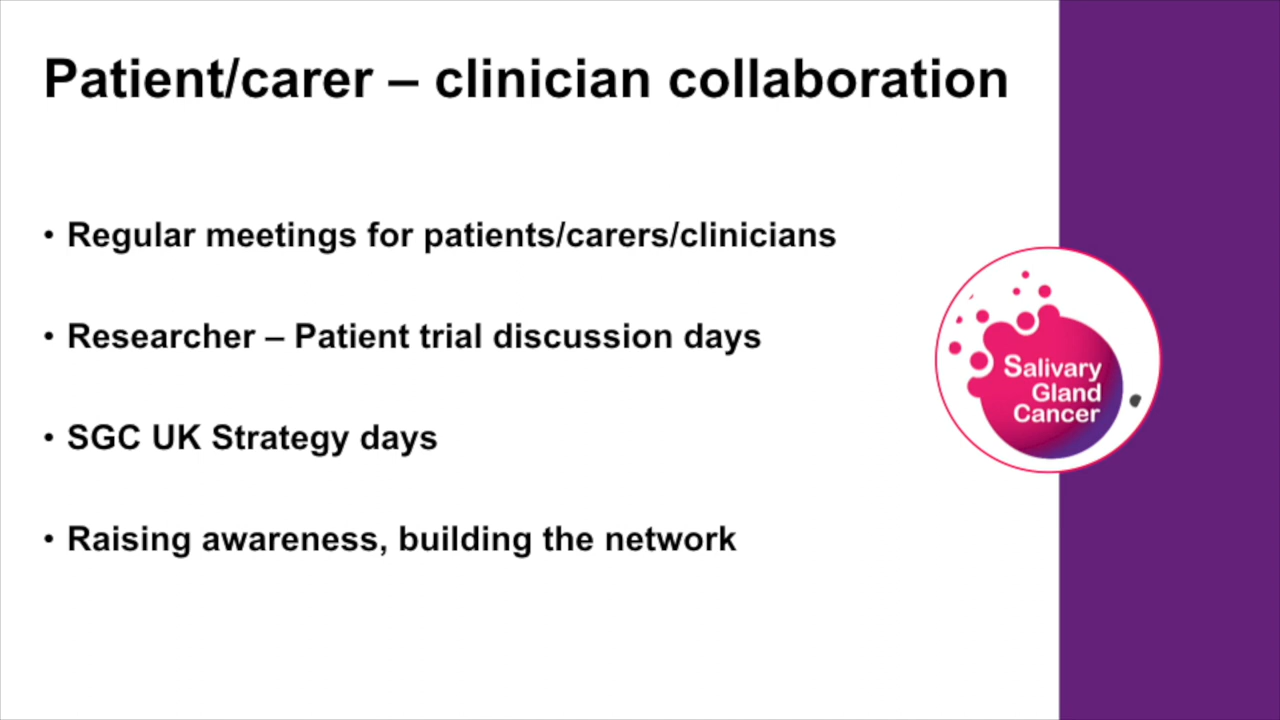 Patient/carer – clinician collaboration
• Regular meetings for patients/carers/clinicians
• Researcher – Patient trial discussion days
• SGC UK Strategy days
• Raising awareness, building the network
Salivary
Gland
Cancer